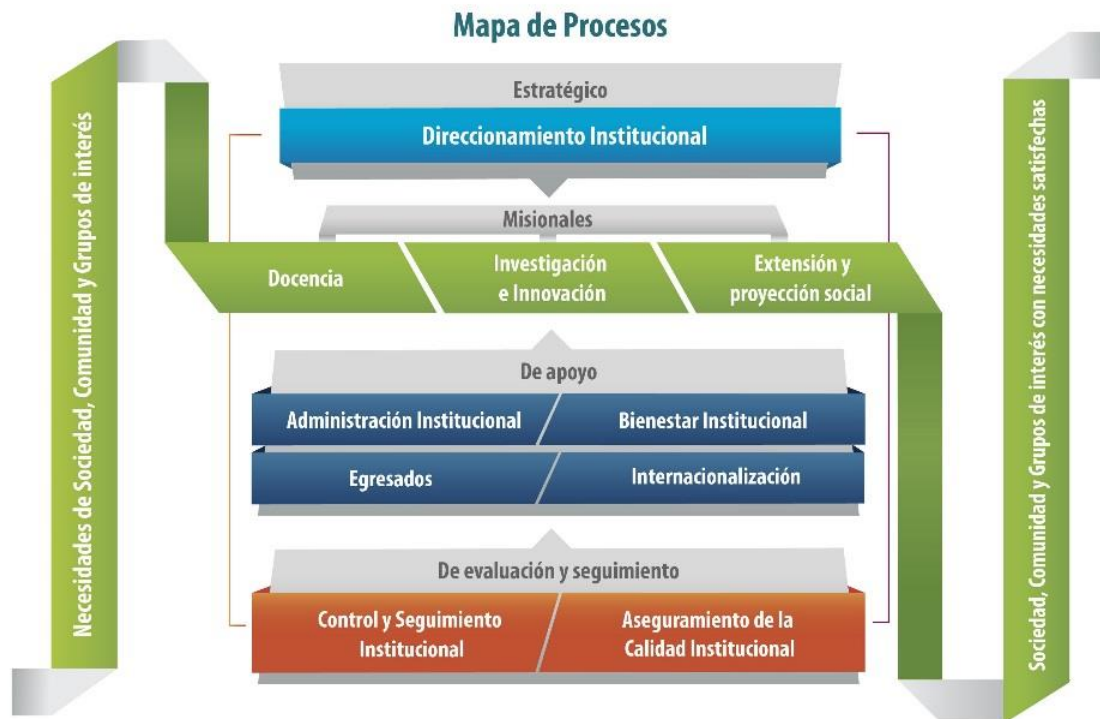 Mapa de Procesos
Necesidades de Sociedad, Comunidad y Grupos de interés
Estratégico
Direccionamiento Institucional
Misionales
Docencia
Investigación
e Innovación
Extensión y
proyección social
De apoyo
Administración Institucional
Bienestar Institucional
Egresados
Internacionalización
De evaluación y seguimiento
Control y Seguimiento
Institucional
Aseguramiento de la
Calidad Institucional
Sociedad, Comunidad y Grupos de interés con necesidades satisfechas